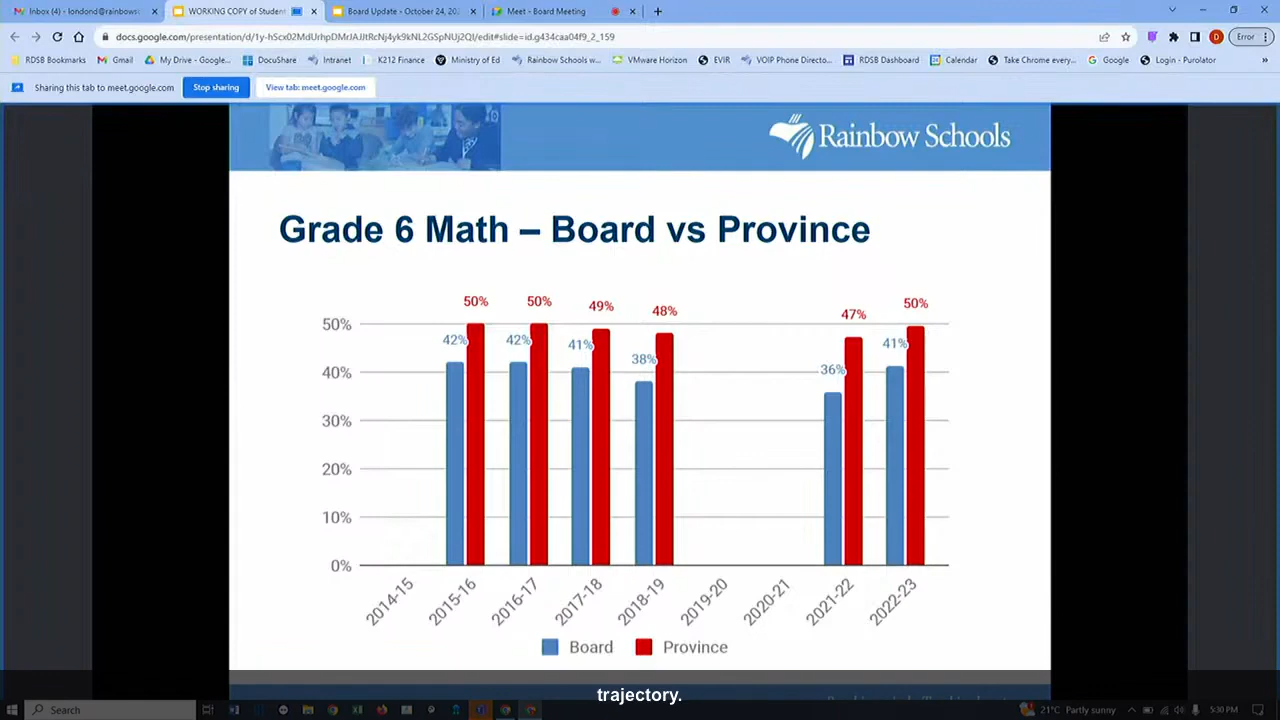 Inbox (4) - londond@rainbows
WORKING COPY of Student
Board Update - October 24, 202
Meet - Board Meeting
docs.google.com/presentation/d/1y-hScx02MdUrhpDMrJAJJtRcNj4yk9kNL2GSpNUj2QI/edit#slide=id.g434caa04f9_2_159
Error
RDSB Bookmarks
Gmail
My Drive - Google...
DocuShare
Intranet
K212 Finance
Ministry of Ed
Rainbow Schools w...
VMware Horizon
EVIR
VOIP Phone Directo...
RDSB Dashboard
Calendar
Take Chrome every...
Google
Login - Purolator
»
Sharing this tab to meet.google.com
Stop sharing
View tab: meet.google.com
Rainbow Schools
Grade 6 Math – Board vs Province
50%
40%
30%
20%
10%
0%
42% 50%
42% 50%
41% 49%
38% 48%
36% 47%
41% 50%
2014-15
2015-16
2016-17
2017-18
2018-19
2019-20
2020-21
2021-22
2022-23
Board
Province
trajectory.
Search
21°C Partly sunny
5:30 PM